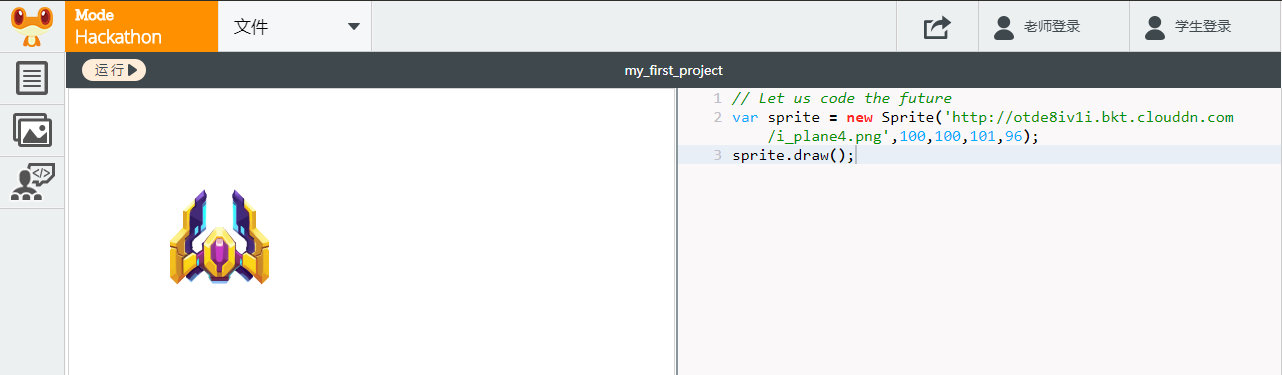 Mode
Hackathon
文件
老师登录
学生登录
运行
my_first_project
1 // Let us code the future
2 var sprite = new Sprite('http://otde8iv1i.bkt.clouddn.com
/i_plane4.png',100,100,101,96);
3 sprite.draw();